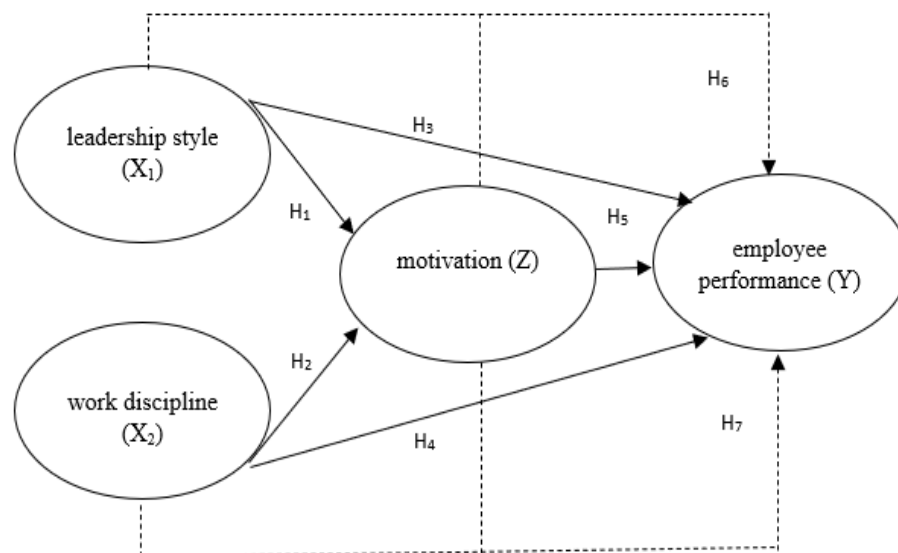 H₆
H₃
leadership style
(X₁)
H₁
H₅
motivation (Z)
employee
performance (Y)
H₂
work discipline
(X₂)
H₄
H₇